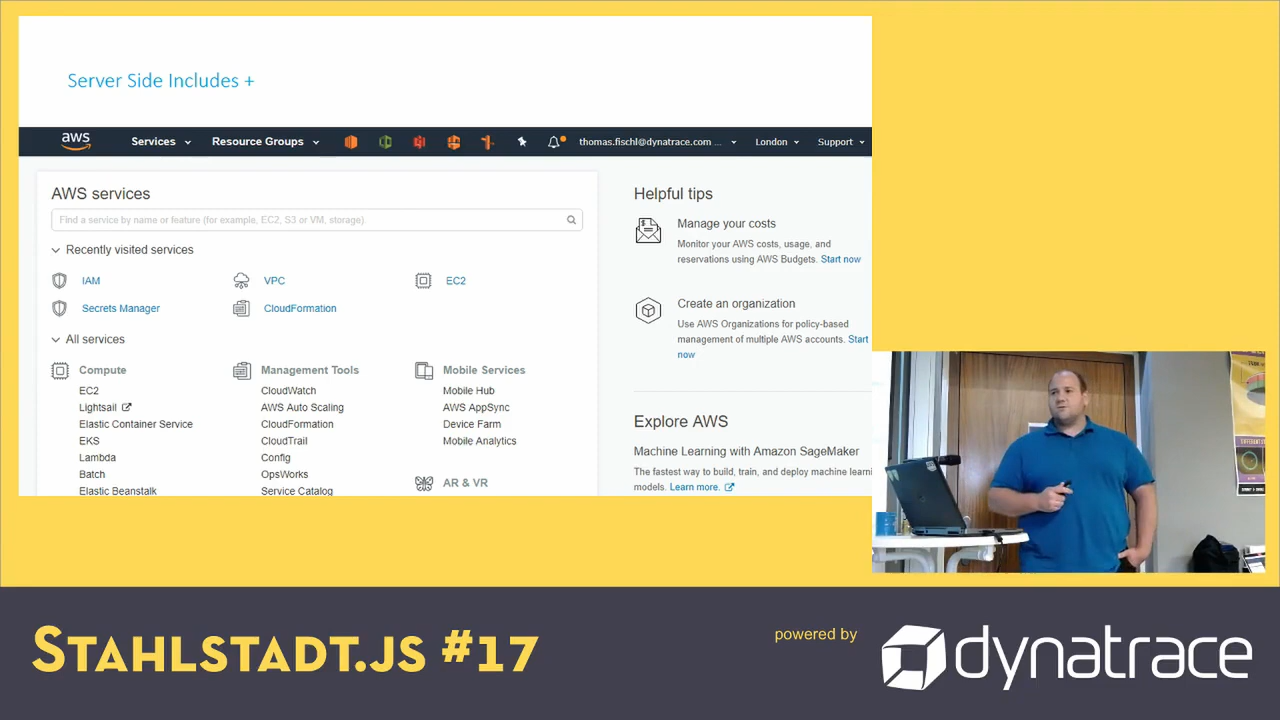 Server Side Includes +
aws
Services
Resource Groups
thomas.fischl@dynatrace.com ...
London
Support
AWS services
Find a service by name or feature (for example, EC2, S3 or VM, storage).
Recently visited services
IAM
VPC
EC2
Secrets Manager
CloudFormation
All services
Compute
EC2
Lightsail
Elastic Container Service
EKS
Lambda
Batch
Elastic Beanstalk
Management Tools
CloudWatch
AWS Auto Scaling
CloudFormation
CloudTrail
Config
OpsWorks
Service Catalog
Mobile Services
Mobile Hub
AWS AppSync
Device Farm
Mobile Analytics
AR & VR
Helpful tips
Manage your costs
Monitor your AWS costs, usage, and
reservations using AWS Budgets. Start now
Create an organization
Use AWS Organizations for policy-based
management of multiple AWS accounts. Start
now
Explore AWS
Machine Learning with Amazon SageMaker
The fastest way to build, train, and deploy machine learni
models. Learn more.
STAHLSTADT.JS #17
powered by
dynatrace